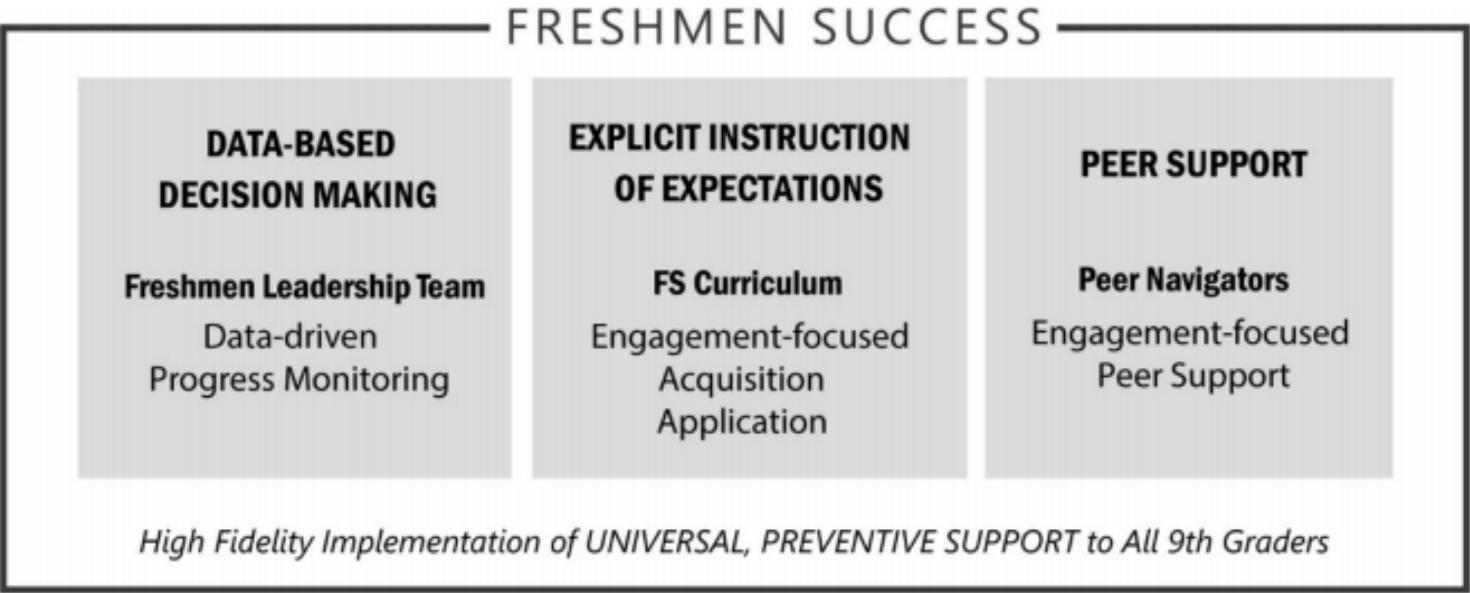 FRESHMEN SUCCESS
DATA-BASED
DECISION MAKING
Freshmen Leadership Team
Data-driven
Progress Monitoring
EXPLICIT INSTRUCTION
OF EXPECTATIONS
FS Curriculum
Engagement-focused
Acquisition
Application
PEER SUPPORT
Peer Navigators
Engagement-focused
Peer Support
High Fidelity Implementation of UNIVERSAL, PREVENTIVE SUPPORT to All 9th Graders